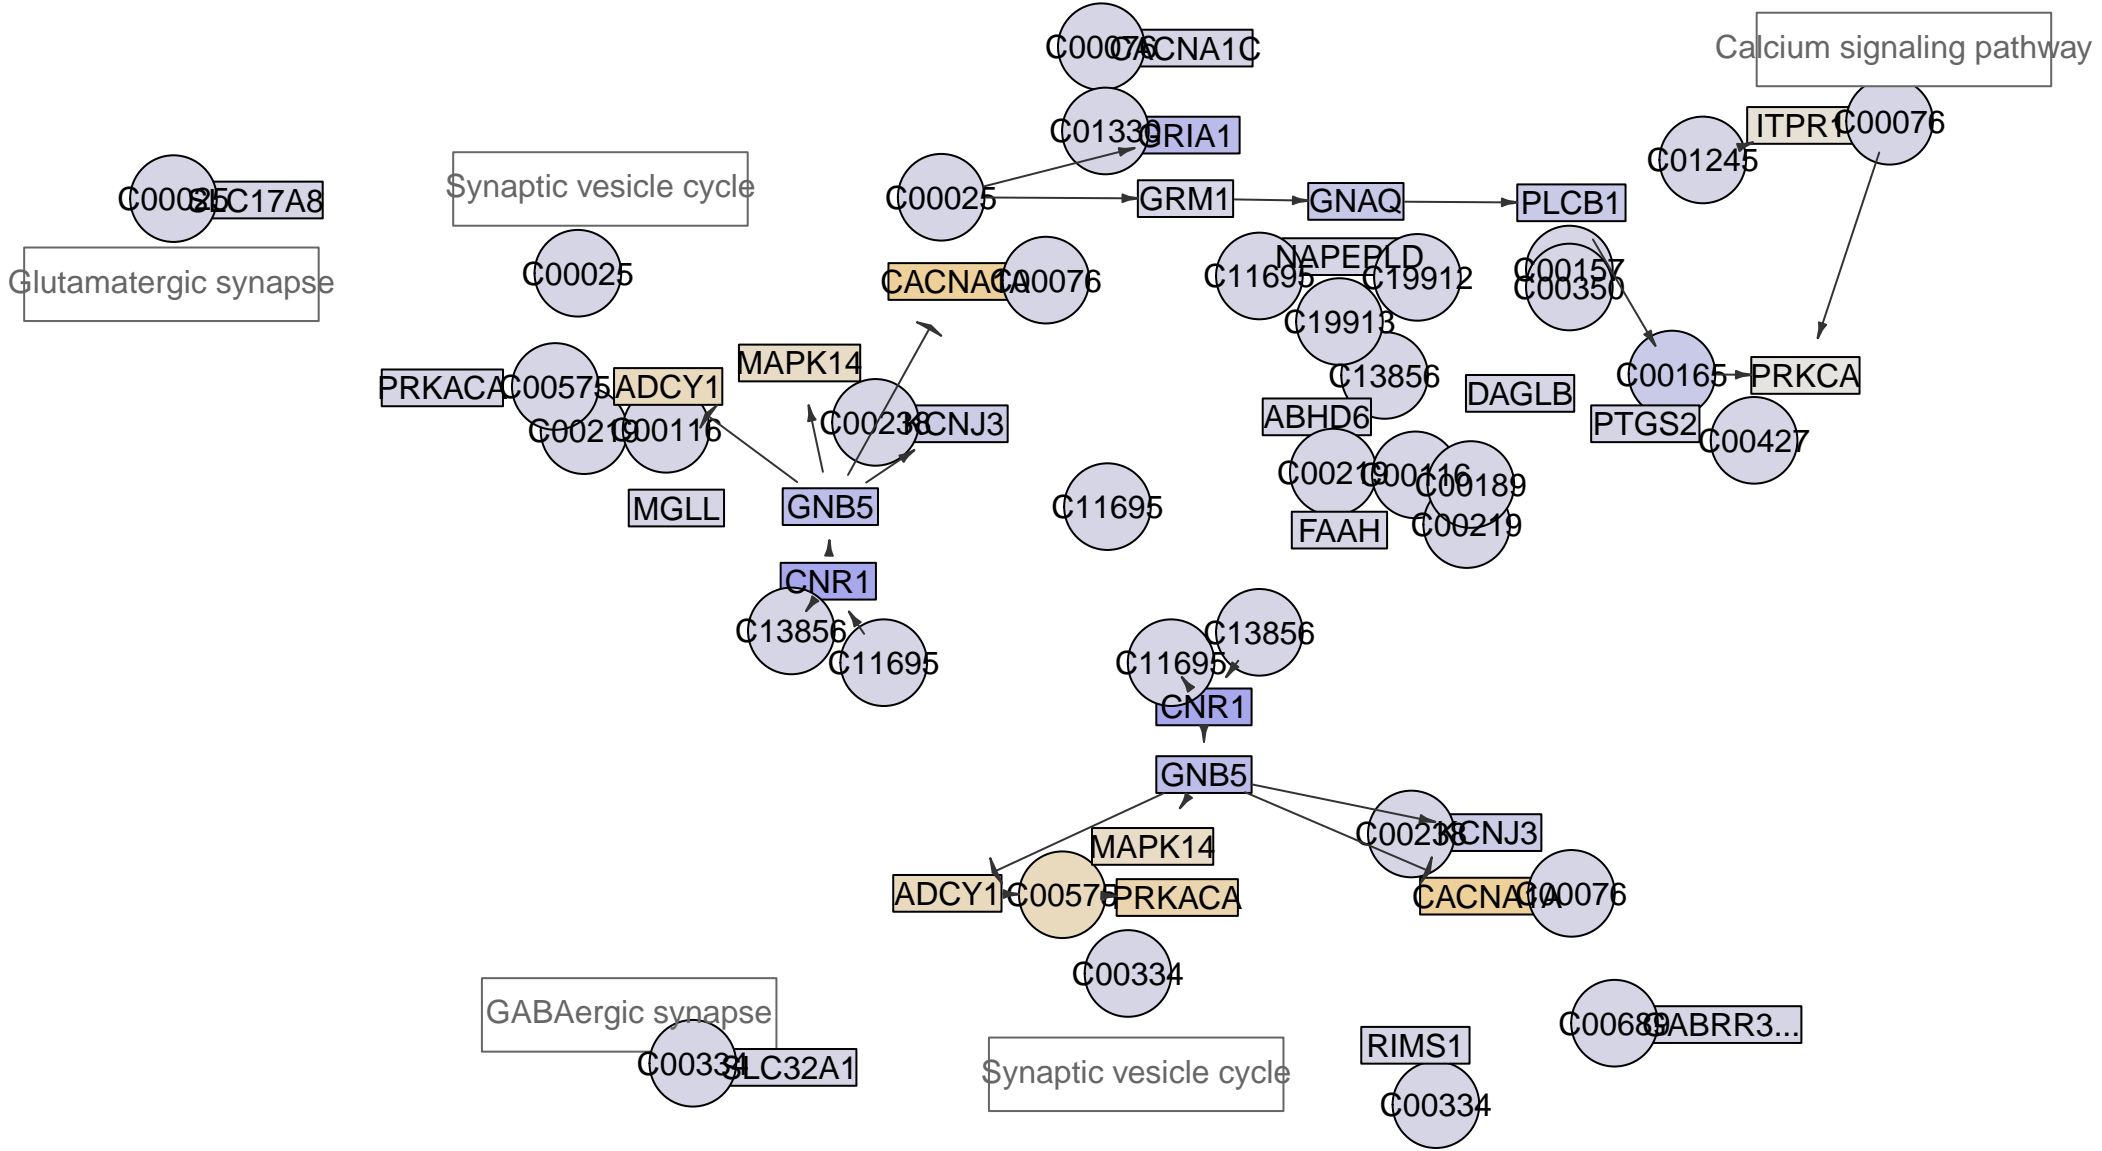 C00076
CACNA1C
Calcium signaling pathway
C01330
GRIA1
ITPR1
C00076
C01245
Synaptic vesicle cycle
C00025
SLC17A8
C00025
GRM1
GNAQ
PLCB1
Glutamatergic synapse
C00025
CACNA1A
C00076
C11695
NAPEPLD
C19912
C00157
C00350
C19913
MAPK14
C13856
C00165
PRKCA
PRKACA
C00575
ADCY1
DAGLB
C00219
C00116
C00238
KCNJ3
ABHD6
PTGS2
C00427
C00219
C00116
C00189
MGLL
GNB5
C11695
FAAH
C00219
CNR1
C13856
C11695
C13856
C11695
CNR1
GNB5
C00238
KCNJ3
MAPK14
ADCY1
C00575
PRKACA
CACNA1A
C00076
C00334
GABAergic synapse
C00689
GABRR3...
RIMS1
C00334
SLC32A1
Synaptic vesicle cycle
C00334